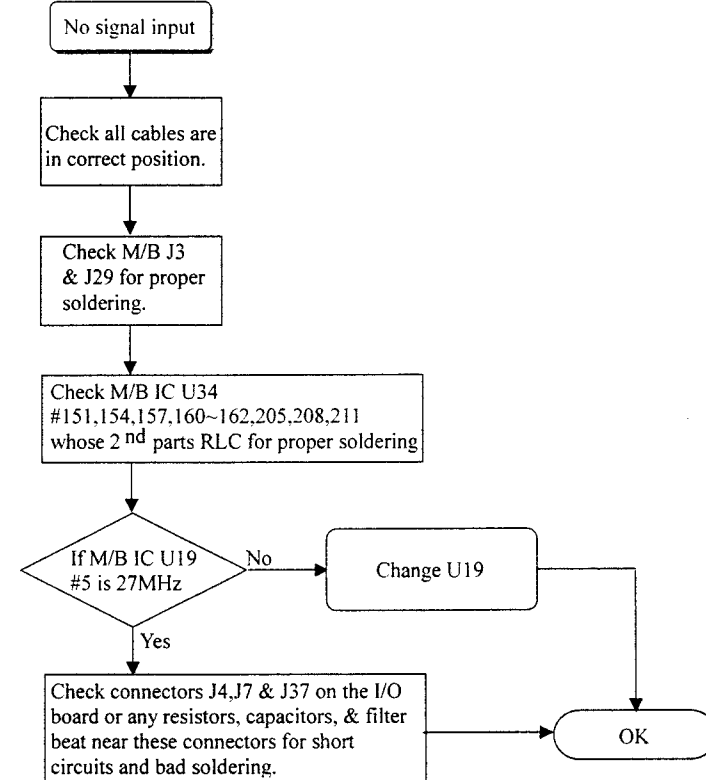 No signal input
Check all cables are
in correct position.
Check M/B J3
& J29 for proper
soldering.
Check M/B IC U34
#151,154,157,160~162,205,208,211
whose 2 nd parts RLC for proper soldering
If M/B IC U19
#5 is 27MHz
No
Change U19
Yes
Check connectors J4,J7 & J37 on the I/O
board or any resistors, capacitors, & filter
beat near these connectors for short
circuits and bad soldering.
OK